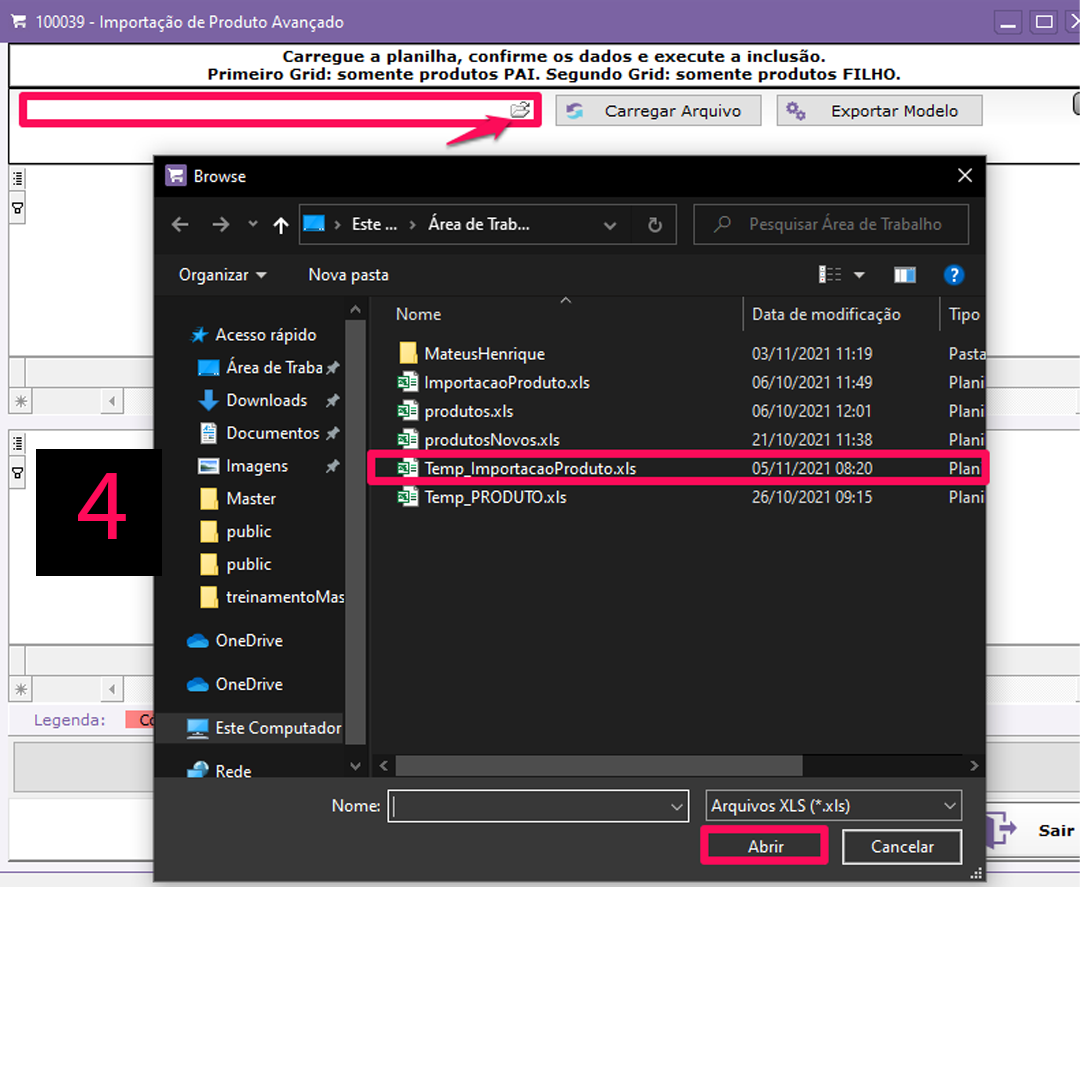 100039 - Importação de Produto Avançado
Carregue a planilha, confirme os dados e execute a inclusão.
Primeiro Grid: somente produtos PAI. Segundo Grid: somente produtos FILHO.
Carregar Arquivo
Exportar Modelo
Browse
Este ... Área de Trab...
Pesquisar Área de Trabalho
Organizar
Nova pasta
?
Nome Data de modificação Tipo
Acesso rápido
Área de Traba
Downloads
Documentos
Imagens
Master
public
public
treinamentoMas
OneDrive
OneDrive
Este Computador
Rede
MateusHenrique 03/11/2021 11:19 Pasta
ImportacaoProduto.xls 06/10/2021 11:49 Plani
produtos.xls 06/10/2021 12:01 Plani
produtosNovos.xls 21/10/2021 11:38 Plani
Temp_ImportacaoProduto.xls 05/11/2021 08:20 Plani
Temp_PRODUTO.xls 26/10/2021 09:15 Plani
4
Legenda:
Co
Nome:
Arquivos XLS (*.xls)
Abrir
Cancelar
Sair